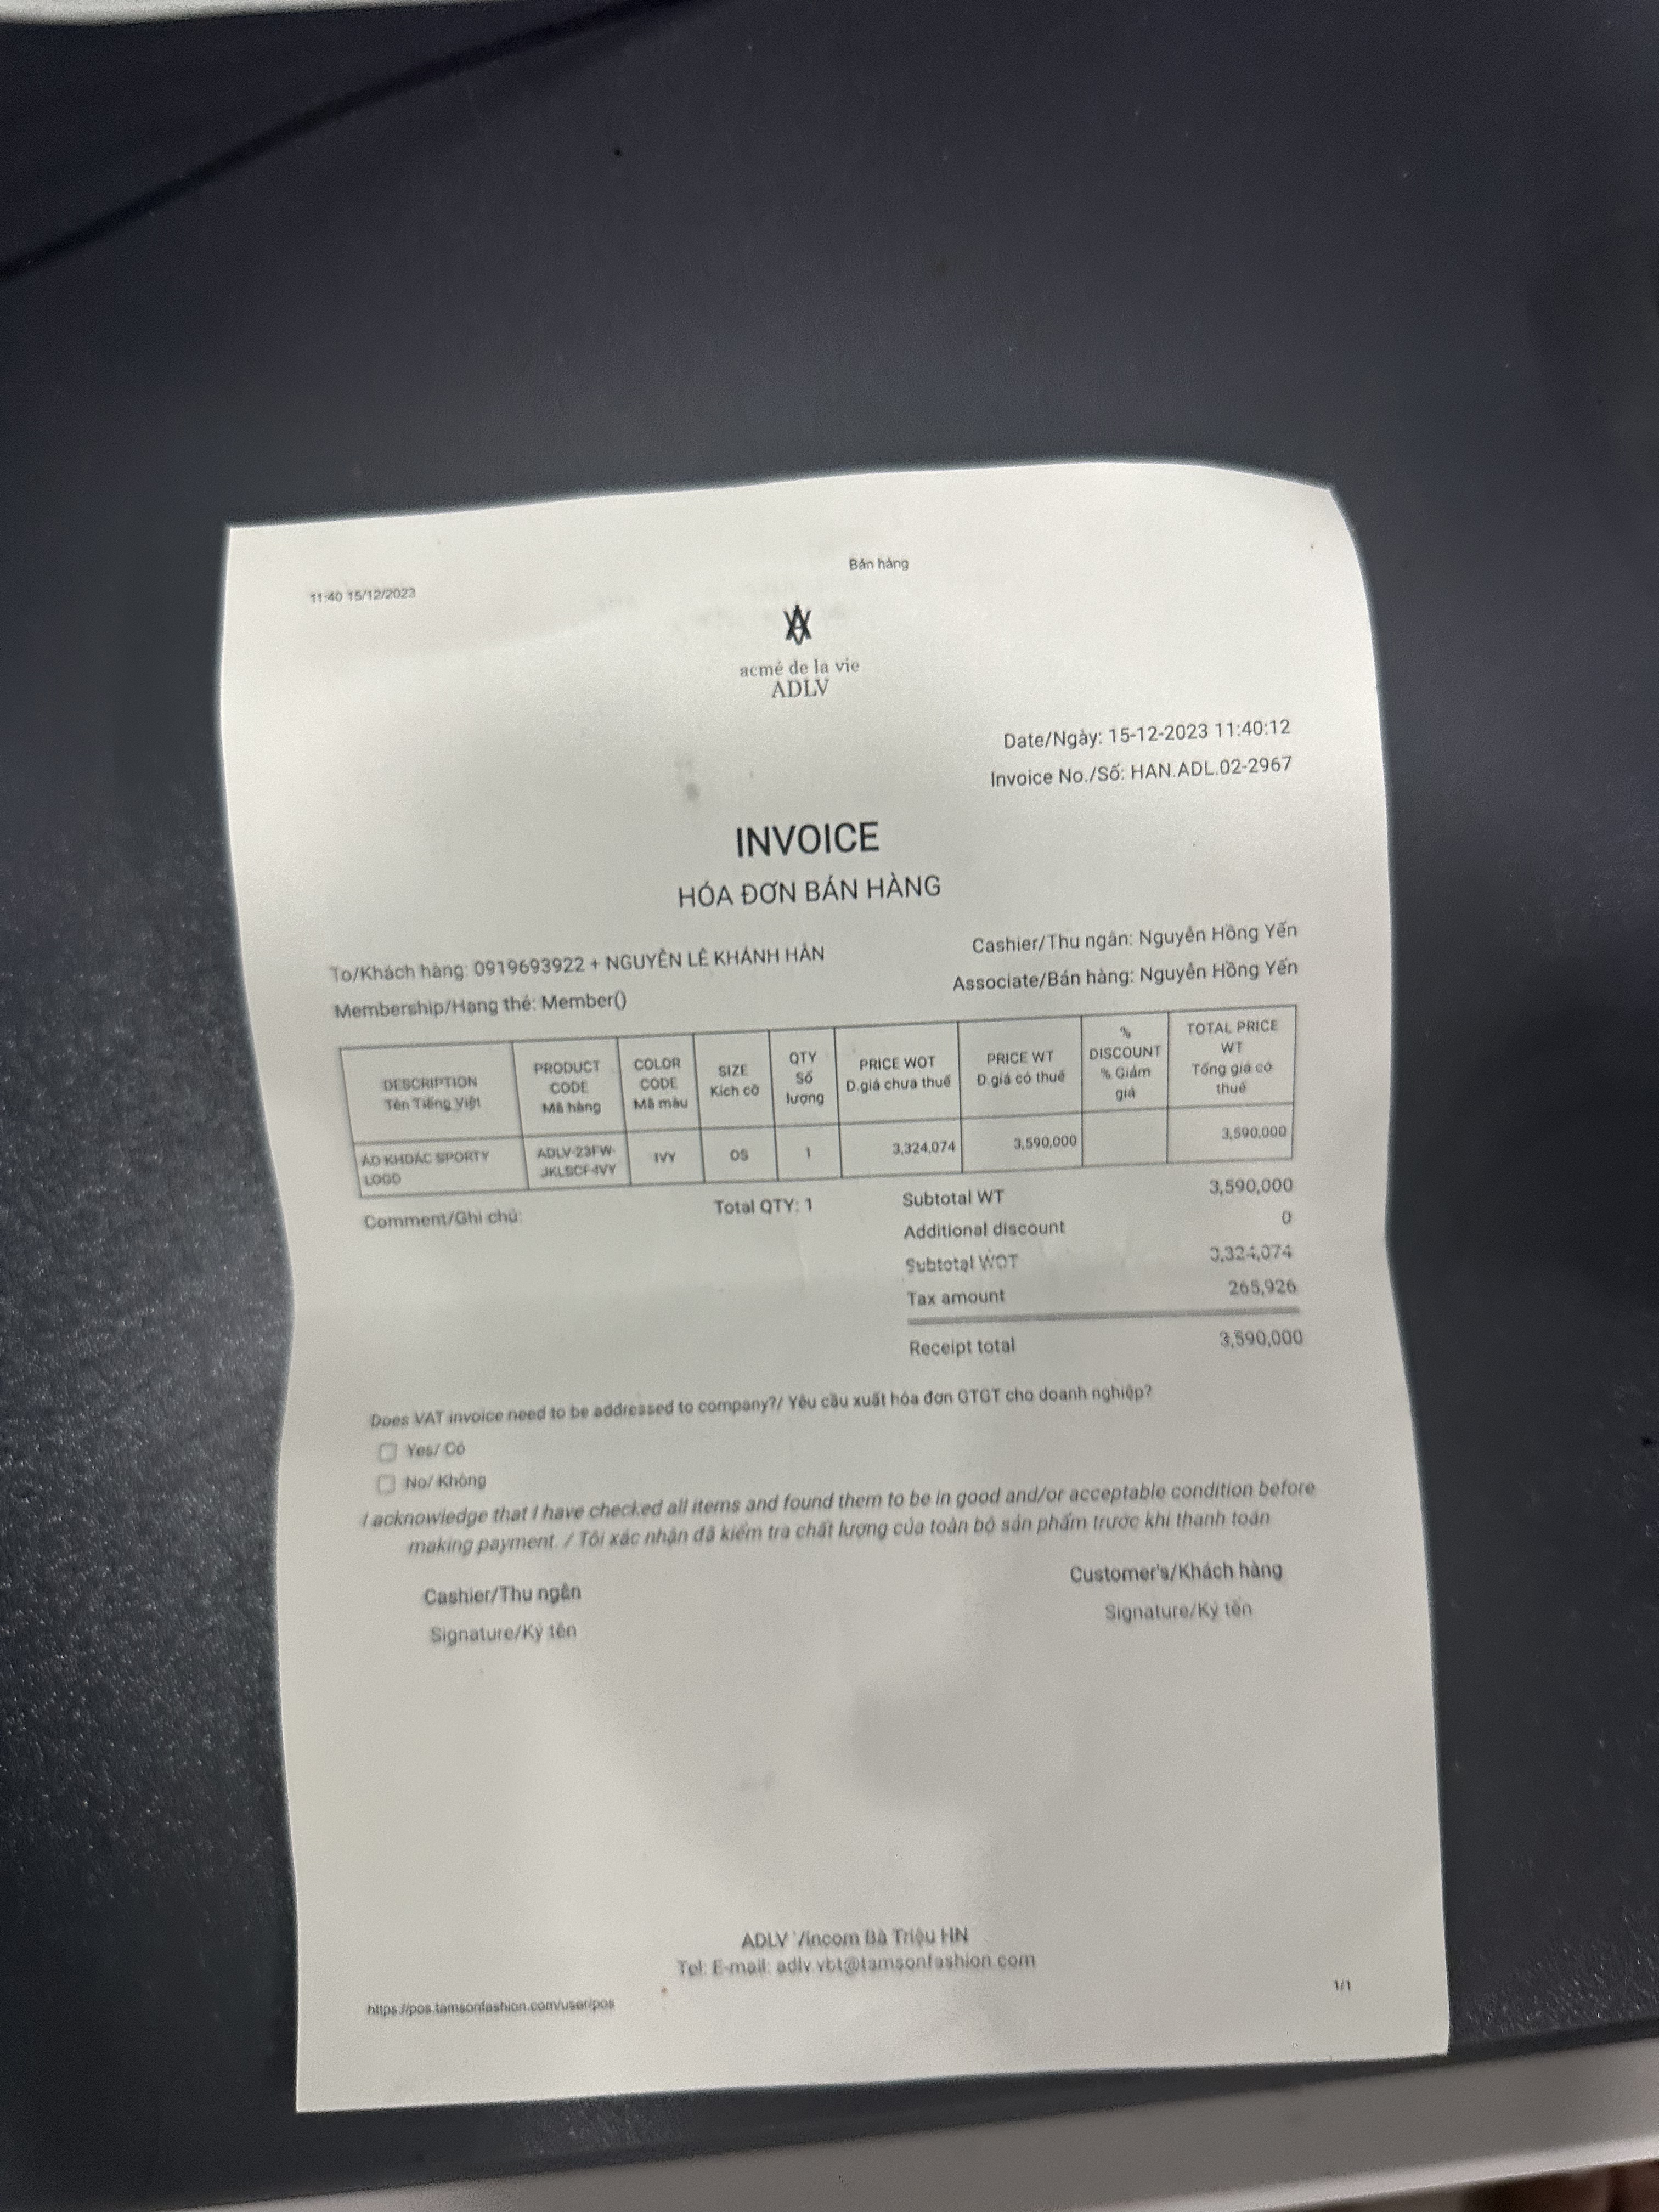 Bán hàng
11:40 15/12/2023
acmé de la vie
ADLV
Date/Ngày: 15-12-2023 11:40:12
Invoice No./Số: HAN.ADL.02-2967
INVOICE
HÓA ĐƠN BÁN HÀNG
To/Khách hàng: 0919693922 + NGUYỄN LÊ KHÁNH HÂN
Cashier/Thu ngân: Nguyễn Hồng Yến
Membership/Hạng thẻ: Member()
Associate/Bán hàng: Nguyễn Hồng Yến
DESCRIPTION
Tên Tiếng Việt
PRODUCT
CODE
Mã hàng
COLOR
CODE
Mã màu
SIZE
Kích cỡ
QTY
Số
lượng
PRICE WOT
Đ.giá chưa thuế
PRICE WT
Đ.giá có thuế
%
DISCOUNT
% Giảm
giá
TOTAL PRICE
WT
Tổng giá có
thuế
ÁO KHOÁC SPORTY
LOGO
ADLV-23FW-
JKLSCF-IVY
IVY
OS
1
3,324,074
3,590,000
3,590,000
Comment/Ghi chú:
Total QTY: 1
Subtotal WT 3,590,000
Additional discount 0
Subtotal WOT 3,324,074
Tax amount 265,926
Receipt total 3,590,000
Does VAT invoice need to be addressed to company?/ Yêu cầu xuất hóa đơn GTGT cho doanh nghiệp?
Yes/ Có
No/ Không
I acknowledge that I have checked all items and found them to be in good and/or acceptable condition before
making payment. / Tôi xác nhận đã kiểm tra chất lượng của toàn bộ sản phẩm trước khi thanh toán
Cashier/Thu ngân
Customer's/Khách hàng
Signature/Ký tên
Signature/Ký tên
ADLV Vincom Bà Triệu HN
Tel: E-mail: adlv.vbt@tamsonfashion.com
https://pos.tamsonfashion.com/user/pos
1/1